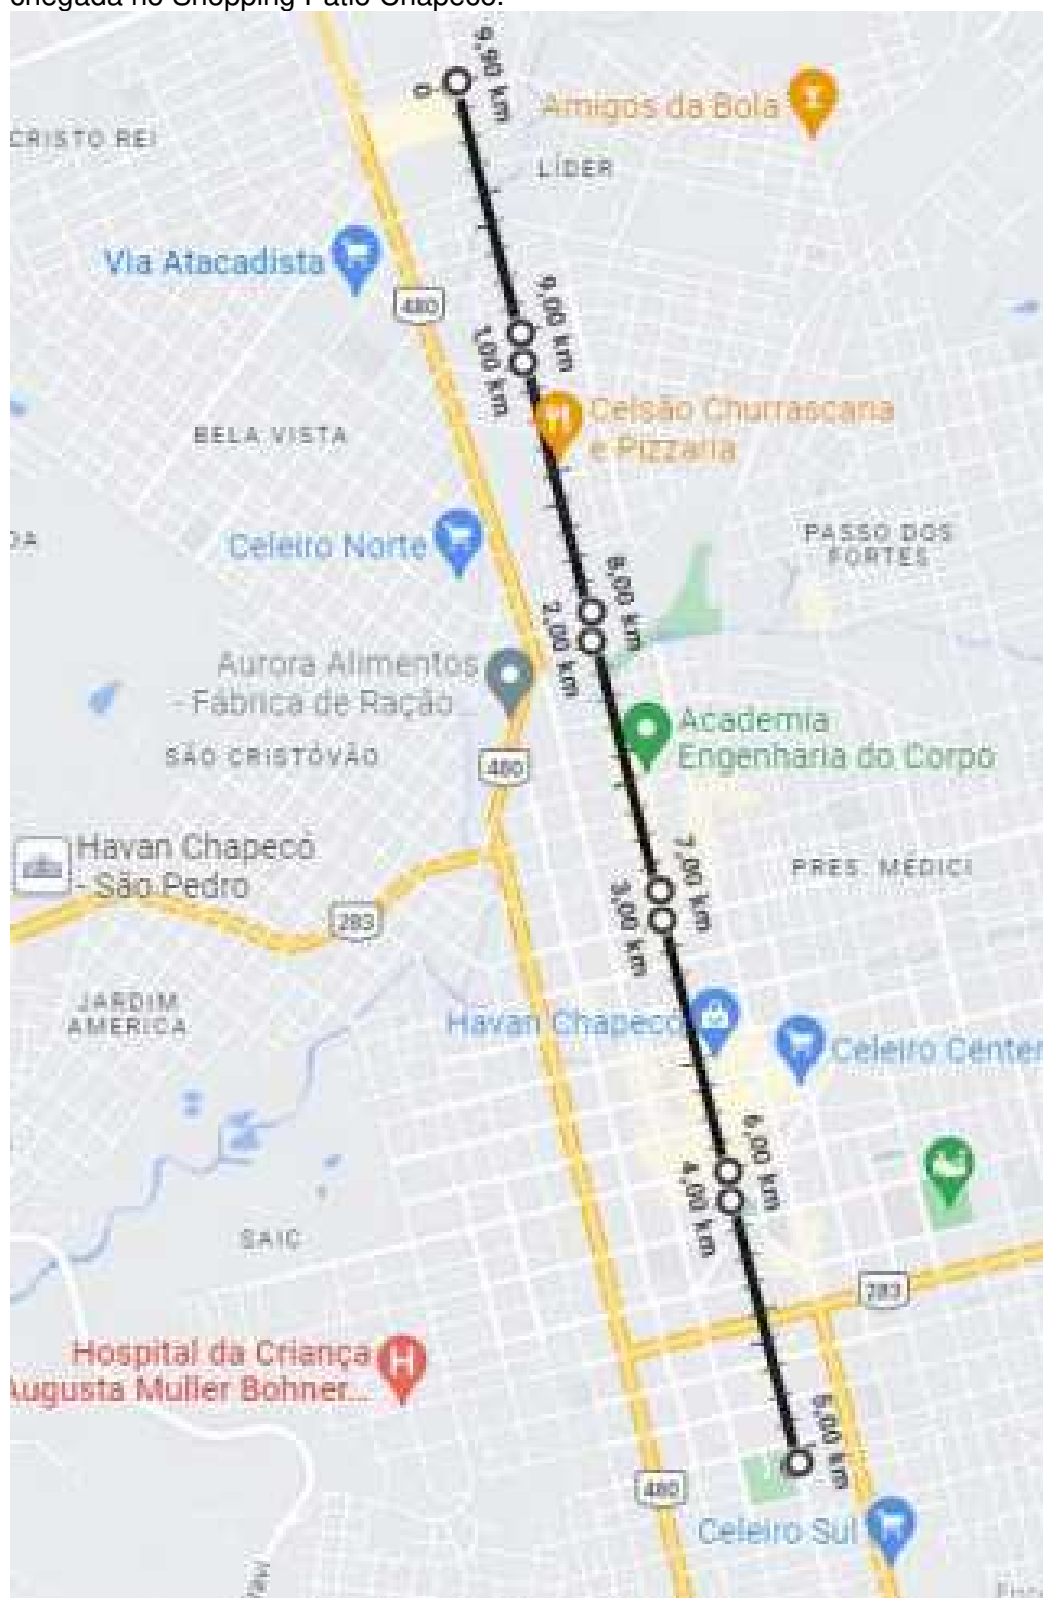 chegada no Shopping Pátio Chapecó.
9,90 km
0
Amigos da Bola
CRISTO REI
LÍDER
Via Atacadista
480
9,00 km
1,00 km
Celsão Churrascaria
e Pizzaria
BELA VISTA
Celeiro Norte
PASSO DOS
FORTES
8,00 km
2,00 km
Aurora Alimentos
- Fábrica de Ração
Academia
Engenharia do Corpo
SÃO CRISTÓVÃO
480
Havan Chapecó
- São Pedro
7,00 km
PRES. MÉDICI
283
3,00 km
JARDIM
AMERICA
Havan Chapecó
Celeiro Center
6,00 km
4,00 km
SAIC
283
Hospital da Criança
Augusta Muller Bohner...
5,00 km
480
Celeiro Sul